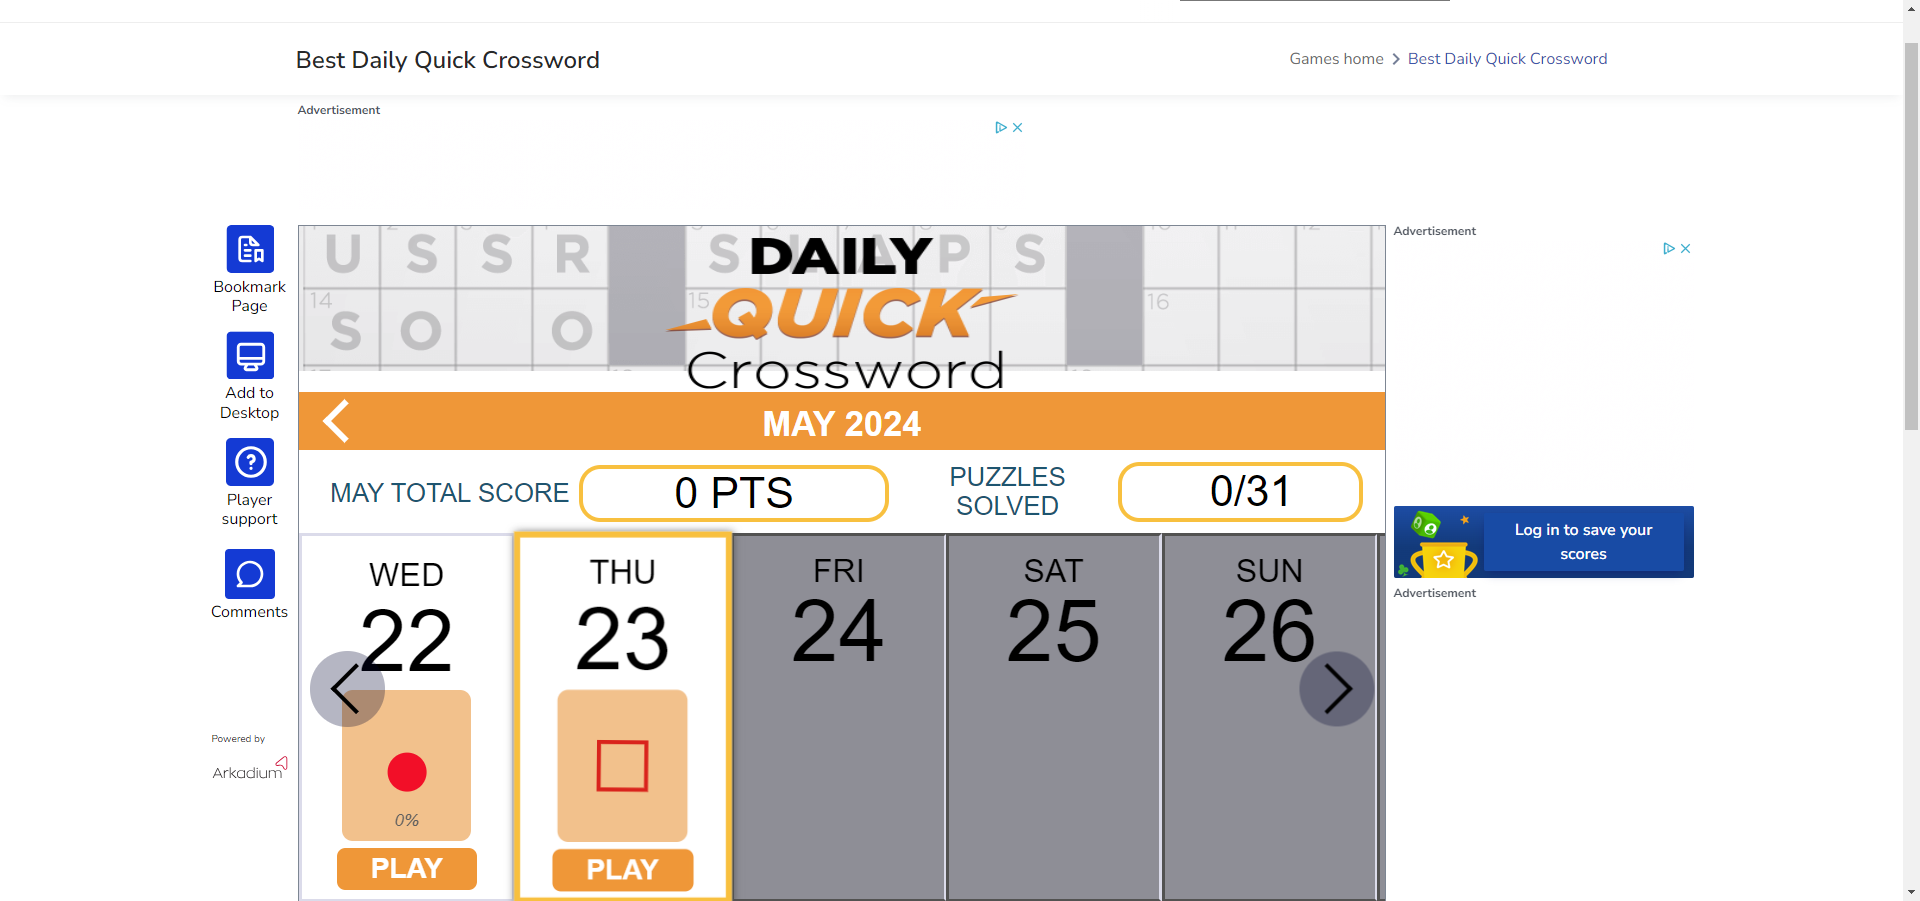 Best Daily Quick Crossword
Games home
Best Daily Quick Crossword
Advertisement
Bookmark
Page
Add to
Desktop
Player
support
Comments
Powered by
Arkadium
U S S R
S
A P S
14
S O O
15
16
DAILY
QUICK
Crossword
MAY 2024
MAY TOTAL SCORE
0 PTS
PUZZLES
SOLVED
0/31
WED
22
0%
PLAY
THU
23
PLAY
FRI
24
SAT
25
SUN
26
Advertisement
Log in to save your
scores
Advertisement